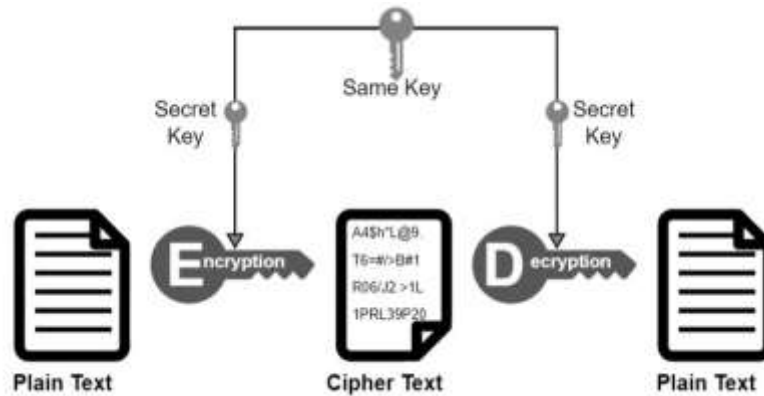 Same Key
Secret
Key
Secret
Key
Encryption
A4$h*L@9.
T6=#/>B#1
R06/J2 >1L
1PRL39P20
Decryption
Plain Text
Cipher Text
Plain Text